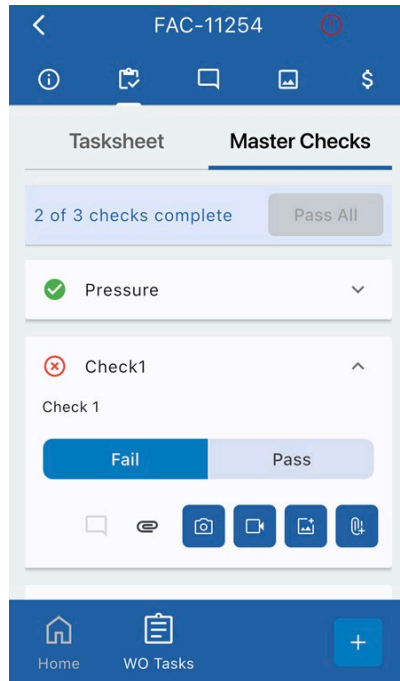 FAC-11254
Tasksheet Master Checks
2 of 3 checks complete Pass All
Pressure
Check1
Check 1
Fail Pass
Home WO Tasks